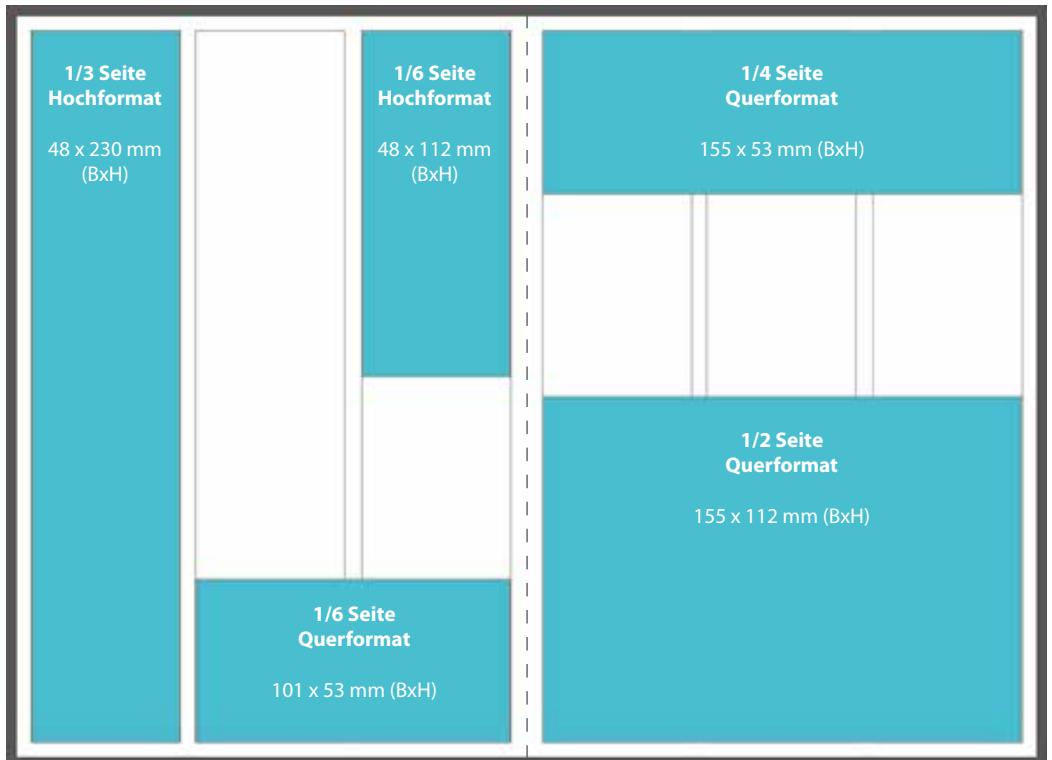 1/3 Seite
Hochformat
48 x 230 mm
(BxH)
1/6 Seite
Hochformat
48 x 112 mm
(BxH)
1/6 Seite
Querformat
101 x 53 mm (BxH)
1/4 Seite
Querformat
155 x 53 mm (BxH)
1/2 Seite
Querformat
155 x 112 mm (BxH)